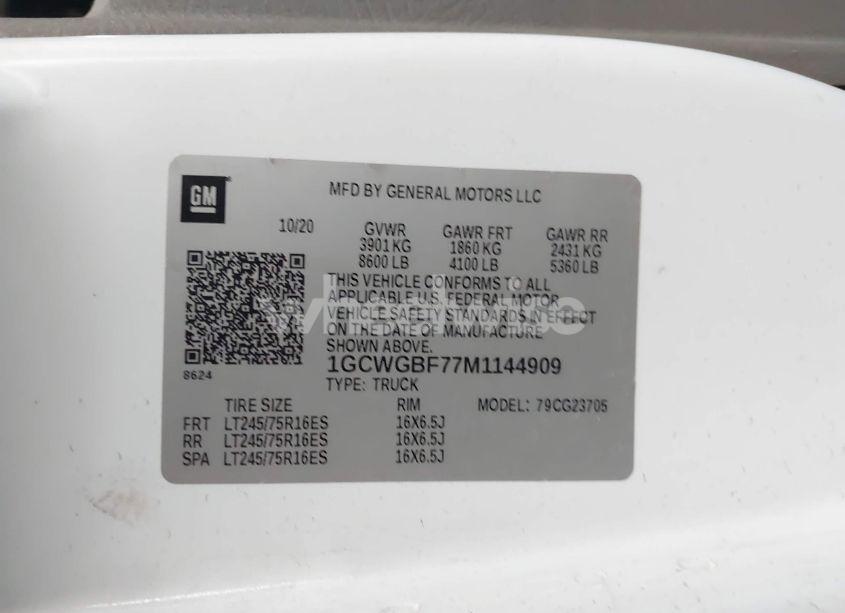 GM
MFD BY GENERAL MOTORS LLC
10/20 GVWR GAWR FRT GAWR RR
3901 KG 1860 KG 2431 KG
8600 LB 4100 LB 5360 LB
THIS VEHICLE CONFORMS TO ALL
APPLICABLE U.S. FEDERAL MOTOR
VEHICLE SAFETY STANDARDS IN EFFECT
ON THE DATE OF MANUFACTURE
SHOWN ABOVE.
1GCWGBF77M1144909
8624
TYPE: TRUCK
TIRE SIZE RIM MODEL: 79CG23705
FRT LT245/75R16ES 16X6.5J
RR LT245/75R16ES 16X6.5J
SPA LT245/75R16ES 16X6.5J